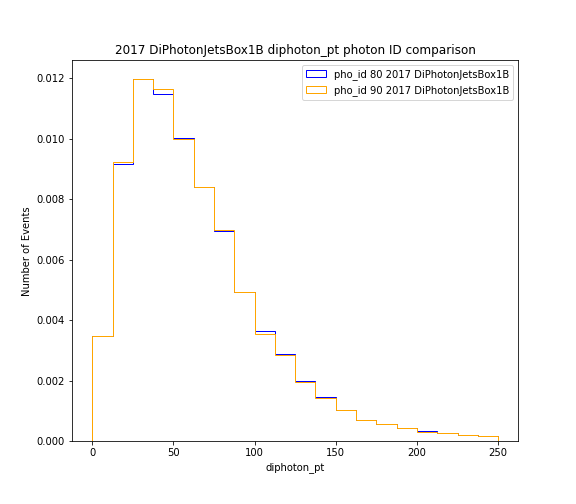 2017 DiPhotonJetsBox1B diphoton_pt photon ID comparison
pho_id 80 2017 DiPhotonJetsBox1B
pho_id 90 2017 DiPhotonJetsBox1B
Number of Events
0.012
0.010
0.008
0.006
0.004
0.002
0.000
0 50 100 150 200 250
diphoton_pt